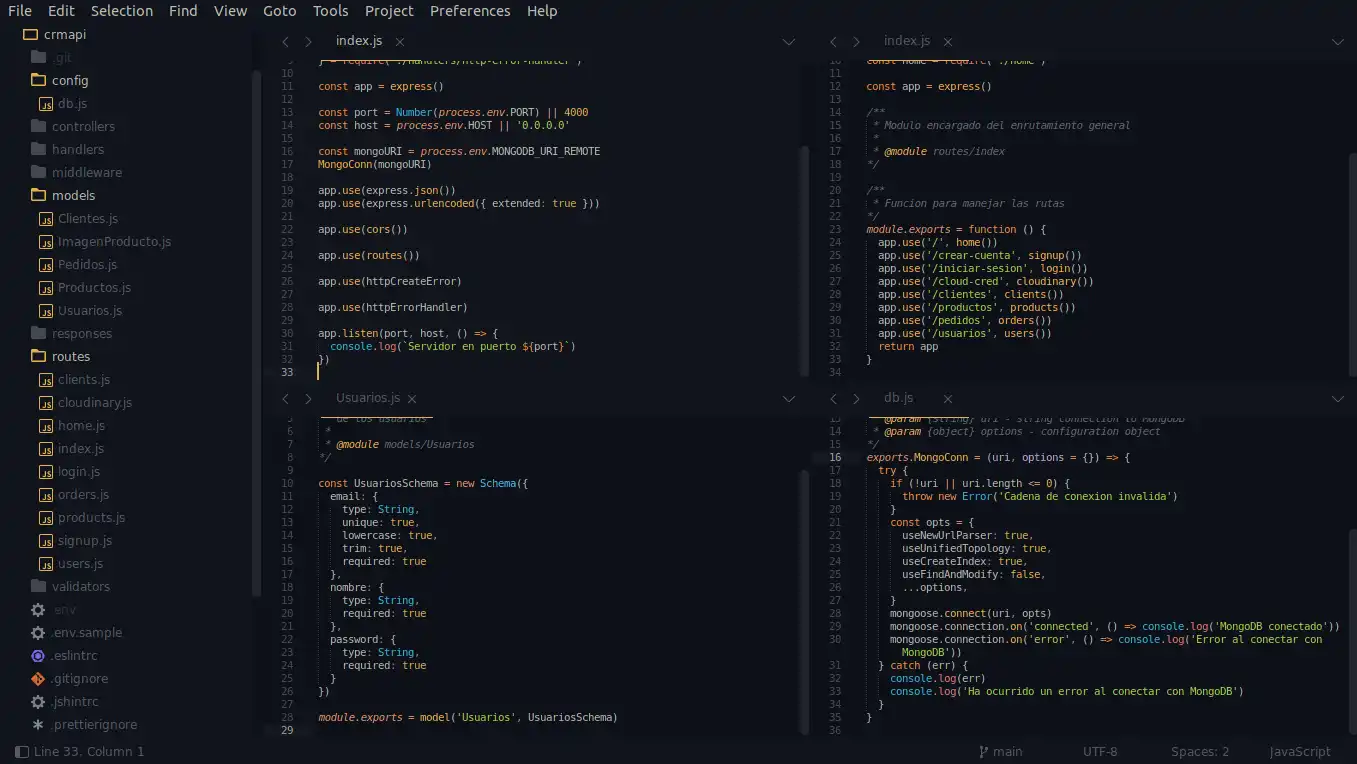 File Edit Selection Find View Goto Tools Project Preferences Help
crmapi
.git
config
db.js
controllers
handlers
middleware
models
Clientes.js
ImagenProducto.js
Pedidos.js
Productos.js
Usuarios.js
responses
routes
clients.js
cloudinary.js
home.js
index.js
login.js
orders.js
products.js
signup.js
users.js
validators
.env
.env.sample
.eslintrc
.gitignore
.jshintrc
.prettierignore
index.js
9 } = require('./handlers/http-error-handler')
10
11 const app = express()
12
13 const port = Number(process.env.PORT) || 4000
14 const host = process.env.HOST || '0.0.0.0'
15
16 const mongoURI = process.env.MONGODB_URI_REMOTE
17 MongoConn(mongoURI)
18
19 app.use(express.json())
20 app.use(express.urlencoded({ extended: true }))
21
22 app.use(cors())
23
24 app.use(routes())
25
26 app.use(httpCreateError)
27
28 app.use(httpErrorHandler)
29
30 app.listen(port, host, () => {
31 console.log(`Servidor en puerto ${port}`)
32 })
33
index.js
10 const home = require('./home')
11
12 const app = express()
13
14 /**
15 * Modulo encargado del enrutamiento general
16 *
17 * @module routes/index
18 */
19
20 /**
21 * Funcion para manejar las rutas
22 */
23 module.exports = function () {
24 app.use('/', home())
25 app.use('/crear-cuenta', signup())
26 app.use('/iniciar-sesion', login())
27 app.use('/cloud-cred', cloudinary())
28 app.use('/clientes', clients())
29 app.use('/productos', products())
30 app.use('/pedidos', orders())
31 app.use('/usuarios', users())
32 return app
33 }
34
Usuarios.js
5 * de los usuarios
6 *
7 * @module models/Usuarios
8 */
9
10 const UsuariosSchema = new Schema({
11 email: {
12 type: String,
13 unique: true,
14 lowercase: true,
15 trim: true,
16 required: true
17 },
18 nombre: {
19 type: String,
20 required: true
21 },
22 password: {
23 type: String,
24 required: true
25 }
26 })
27
28 module.exports = model('Usuarios', UsuariosSchema)
29
db.js
13 * @param {string} uri - string connection to MongoDB
14 * @param {object} options - configuration object
15 */
16 exports.MongoConn = (uri, options = {}) => {
17 try {
18 if (!uri || uri.length <= 0) {
19 throw new Error('Cadena de conexion invalida')
20 }
21 const opts = {
22 useNewUrlParser: true,
23 useUnifiedTopology: true,
24 useCreateIndex: true,
25 useFindAndModify: false,
26 ...options,
27 }
28 mongoose.connect(uri, opts)
29 mongoose.connection.on('connected', () => console.log('MongoDB conectado'))
30 mongoose.connection.on('error', () => console.log('Error al conectar con
MongoDB'))
31 } catch (err) {
32 console.log(err)
33 console.log('Ha ocurrido un error al conectar con MongoDB')
34 }
35 }
36
Line 33, Column 1 main UTF-8 Spaces: 2 JavaScript